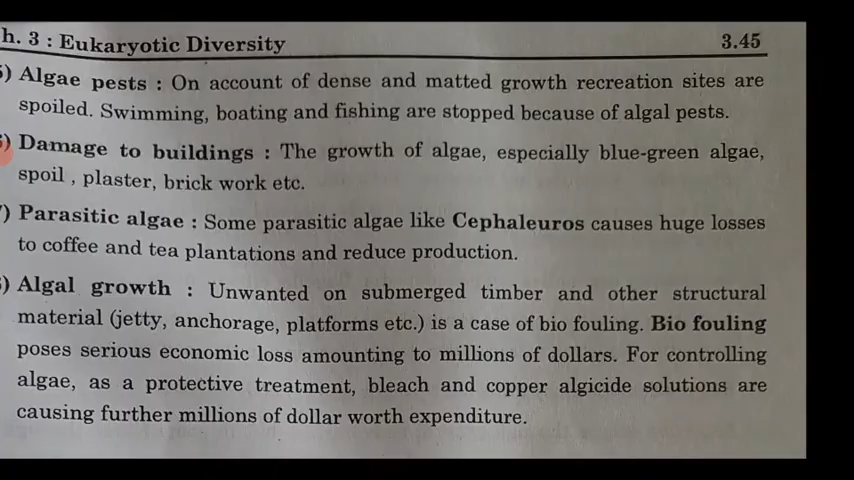 h. 3 : Eukaryotic Diversity 3.45
) Algae pests : On account of dense and matted growth recreation sites are
spoiled. Swimming, boating and fishing are stopped because of algal pests.
) Damage to buildings : The growth of algae, especially blue-green algae,
spoil , plaster, brick work etc.
) Parasitic algae : Some parasitic algae like Cephaleuros causes huge losses
to coffee and tea plantations and reduce production.
) Algal growth : Unwanted on submerged timber and other structural
material (jetty, anchorage, platforms etc.) is a case of bio fouling. Bio fouling
poses serious economic loss amounting to millions of dollars. For controlling
algae, as a protective treatment, bleach and copper algicide solutions are
causing further millions of dollar worth expenditure.